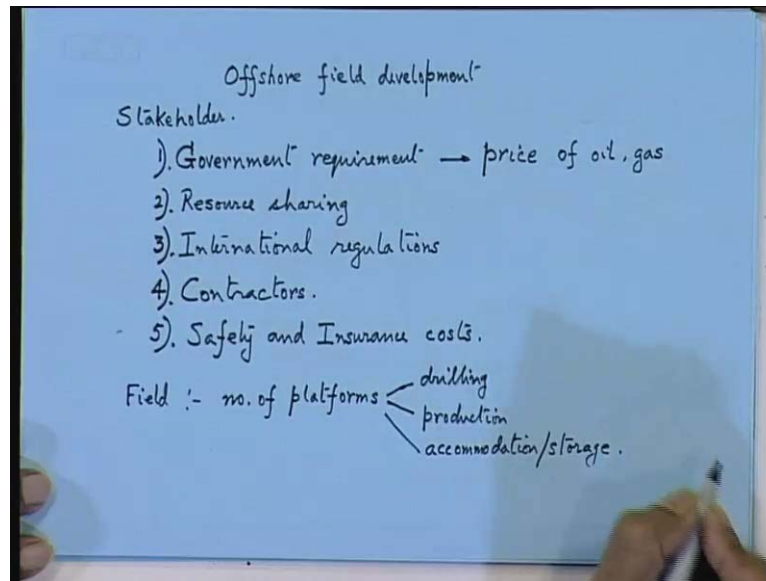 Offshore field development
Stakeholder.
1). Government requirement → price of oil, gas
2). Resource sharing
3). International regulations
4). Contractors.
5). Safety and Insurance costs.
Field :- no. of platforms
drilling
production
accommodation/storage.